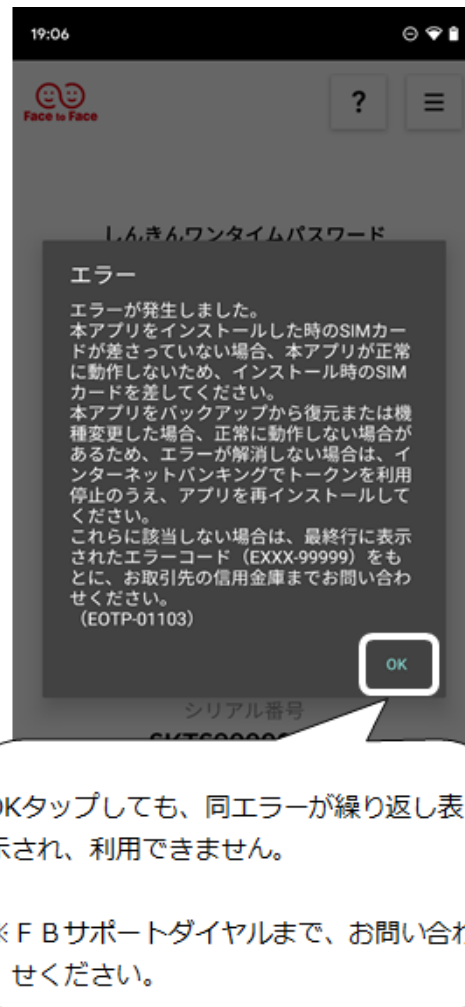 19:06
Face to Face
?
しんきんワンタイムパスワード
エラー
エラーが発生しました。
本アプリをインストールした時のSIMカー
ドが差さっていない場合、本アプリが正常
に動作しないため、インストール時のSIM
カードを差してください。
本アプリをバックアップから復元または機
種変更した場合、正常に動作しない場合が
あるため、エラーが解消しない場合は、イ
ンターネットバンキングでトークンを利用
停止のうえ、アプリを再インストールして
ください。
これらに該当しない場合は、最終行に表示
されたエラーコード（EXXX-99999）をも
とに、お取引先の信用金庫までお問い合わ
せください。
（EOTP-01103）
OK
シリアル番号
OKタップしても、同エラーが繰り返し表
示され、利用できません。
※ＦＢサポートダイヤルまで、お問い合わ
せください。